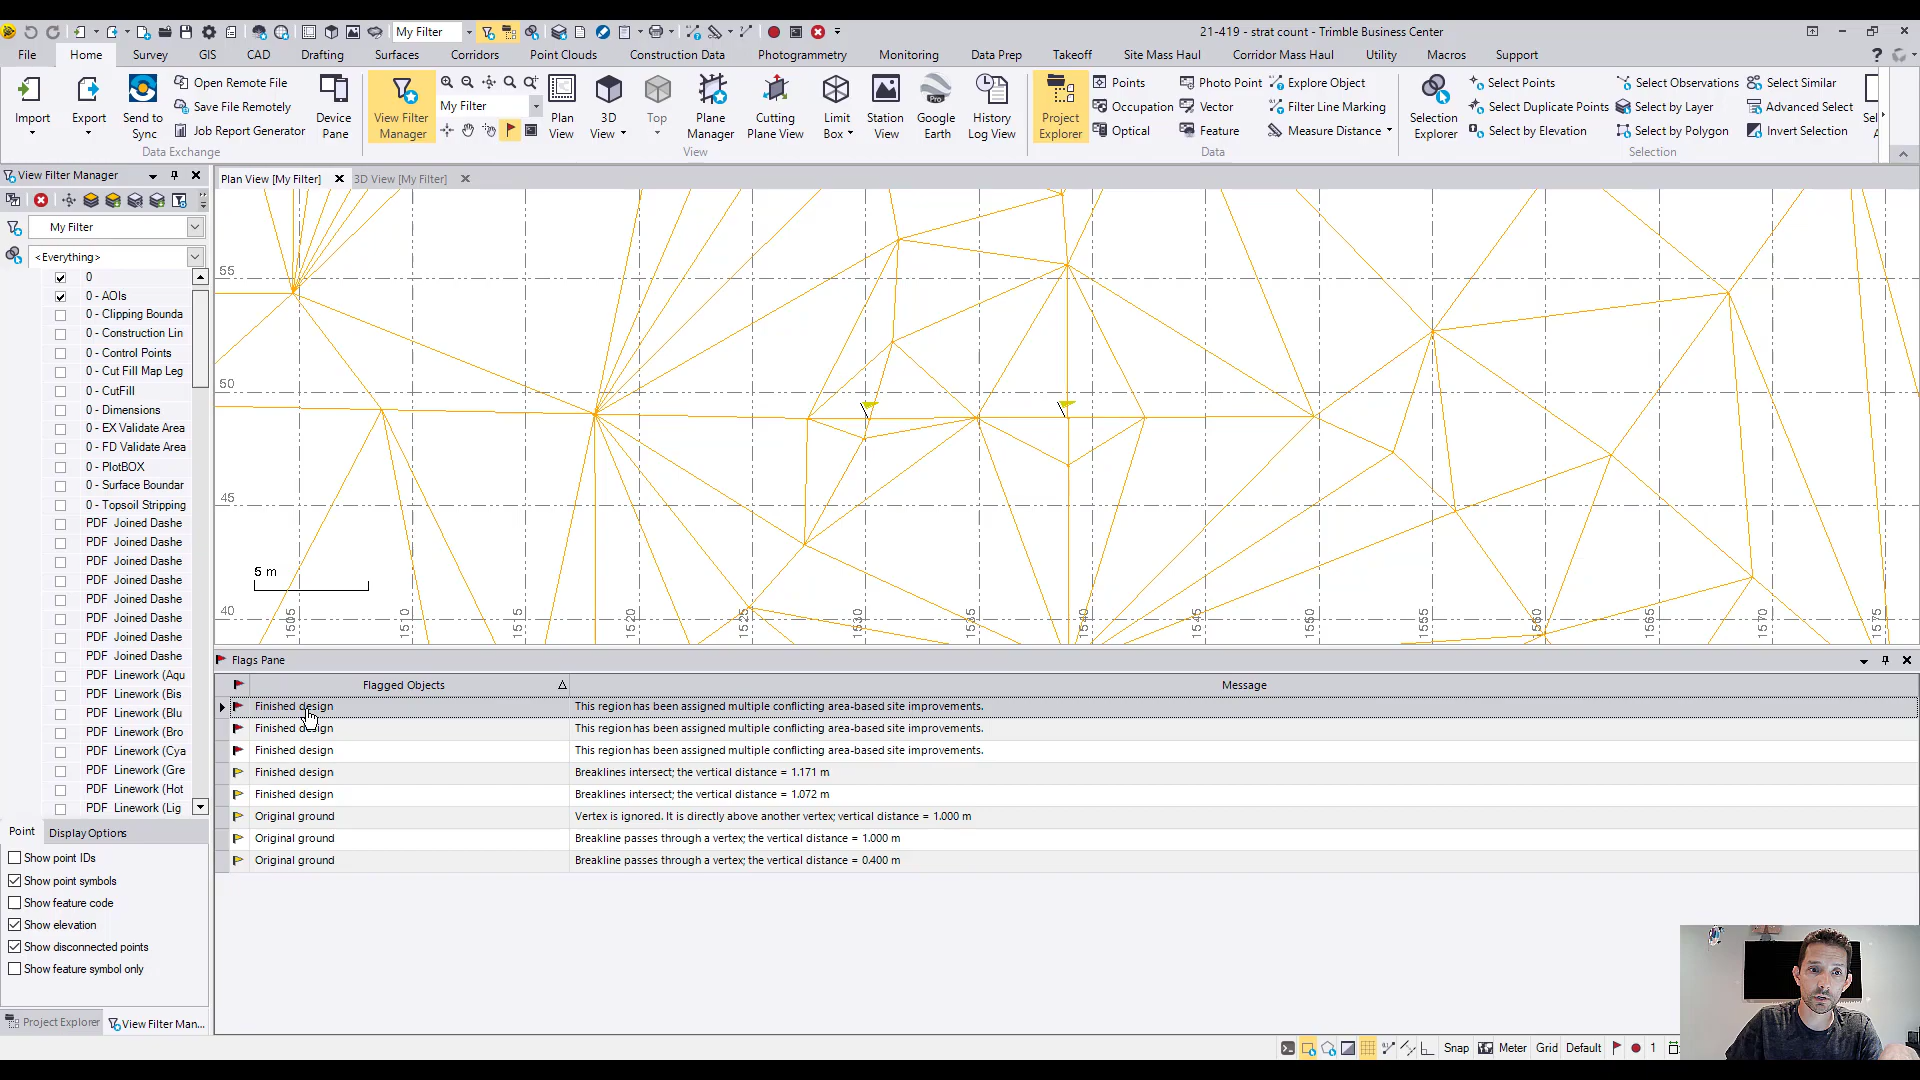 My Filter
21-419 - strat count - Trimble Business Center
File Home Survey GIS CAD Drafting Surfaces Corridors Point Clouds Construction Data Photogrammetry Monitoring Data Prep Takeoff Site Mass Haul Corridor Mass Haul Utility Macros Support
Import Export Send to Sync Open Remote File Save File Remotely Job Report Generator Device Pane
Data Exchange
View Filter Manager My Filter Plan View 3D View Top Plane Manager Cutting Plane View Limit Box Station View Google Earth History Log View
View
Project Explorer Points Occupation Optical Photo Point Vector Feature Explore Object Filter Line Marking Measure Distance
Data
Selection Explorer Select Points Select Duplicate Points Select by Elevation Select Observations Select by Layer Select by Polygon Select Similar Advanced Select Invert Selection Sel
Selection
View Filter Manager
My Filter
<Everything>
0
0 - AOIs
0 - Clipping Bounda
0 - Construction Lin
0 - Control Points
0 - Cut Fill Map Leg
0 - CutFill
0 - Dimensions
0 - EX Validate Area
0 - FD Validate Area
0 - PlotBOX
0 - Surface Boundar
0 - Topsoil Stripping
PDF Joined Dashe
PDF Joined Dashe
PDF Joined Dashe
PDF Joined Dashe
PDF Joined Dashe
PDF Joined Dashe
PDF Joined Dashe
PDF Joined Dashe
PDF Linework (Aqu
PDF Linework (Bis
PDF Linework (Blu
PDF Linework (Bro
PDF Linework (Cya
PDF Linework (Gre
PDF Linework (Hot
PDF Linework (Lig
Point Display Options
Show point IDs
Show point symbols
Show feature code
Show elevation
Show disconnected points
Show feature symbol only
Project Explorer View Filter Man...
Plan View [My Filter] 3D View [My Filter]
55
50
45
5 m
40
1505 1510 1515 1520 1525 1530 1535 1540 1545 1550 1555 1560 1565 1570 1575
Flags Pane
Flagged Objects Message
Finished design This region has been assigned multiple conflicting area-based site improvements.
Finished design This region has been assigned multiple conflicting area-based site improvements.
Finished design This region has been assigned multiple conflicting area-based site improvements.
Finished design Breaklines intersect; the vertical distance = 1.171 m
Finished design Breaklines intersect; the vertical distance = 1.072 m
Original ground Vertex is ignored. It is directly above another vertex; vertical distance = 1.000 m
Original ground Breakline passes through a vertex; the vertical distance = 1.000 m
Original ground Breakline passes through a vertex; the vertical distance = 0.400 m
Snap Meter Grid Default 1